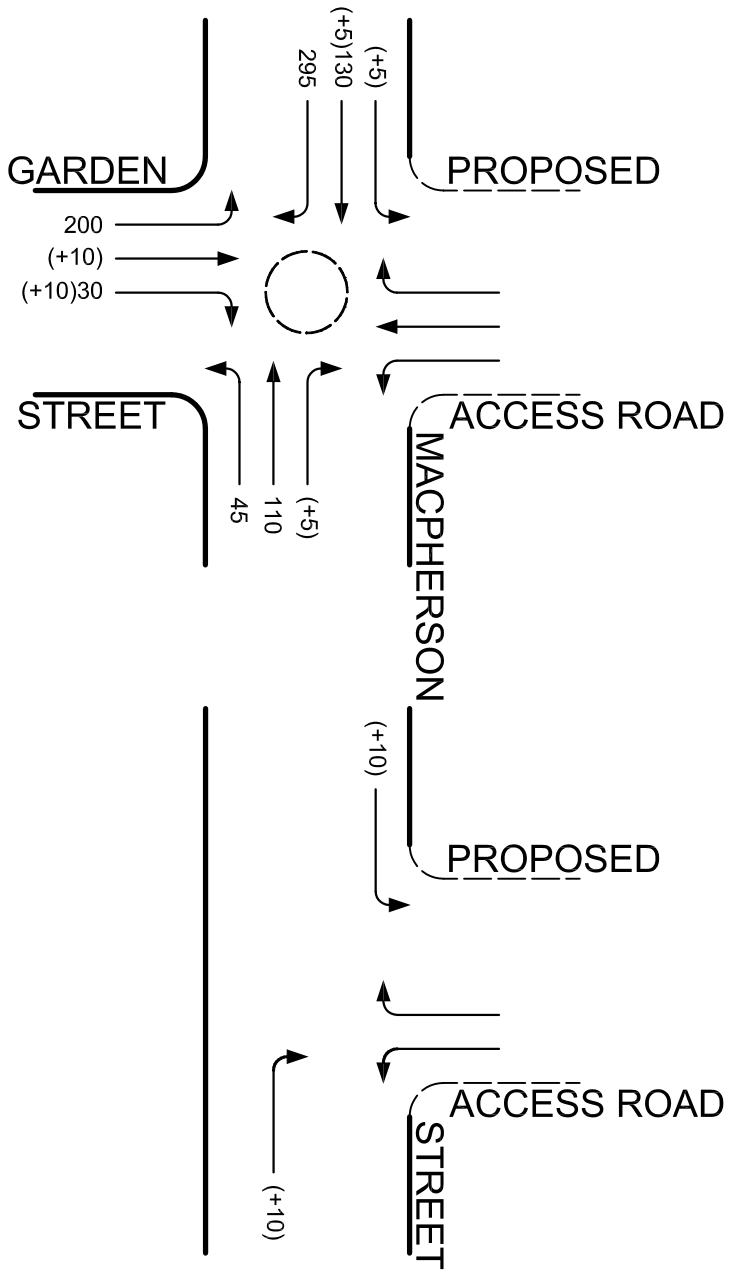 295
(+5)130
(+5)
GARDEN
PROPOSED
200
(+10)
(+10)30
STREET
ACCESS ROAD
45
110
(+5)
MACPHERSON
(+10)
PROPOSED
ACCESS ROAD
STREET
(+10)